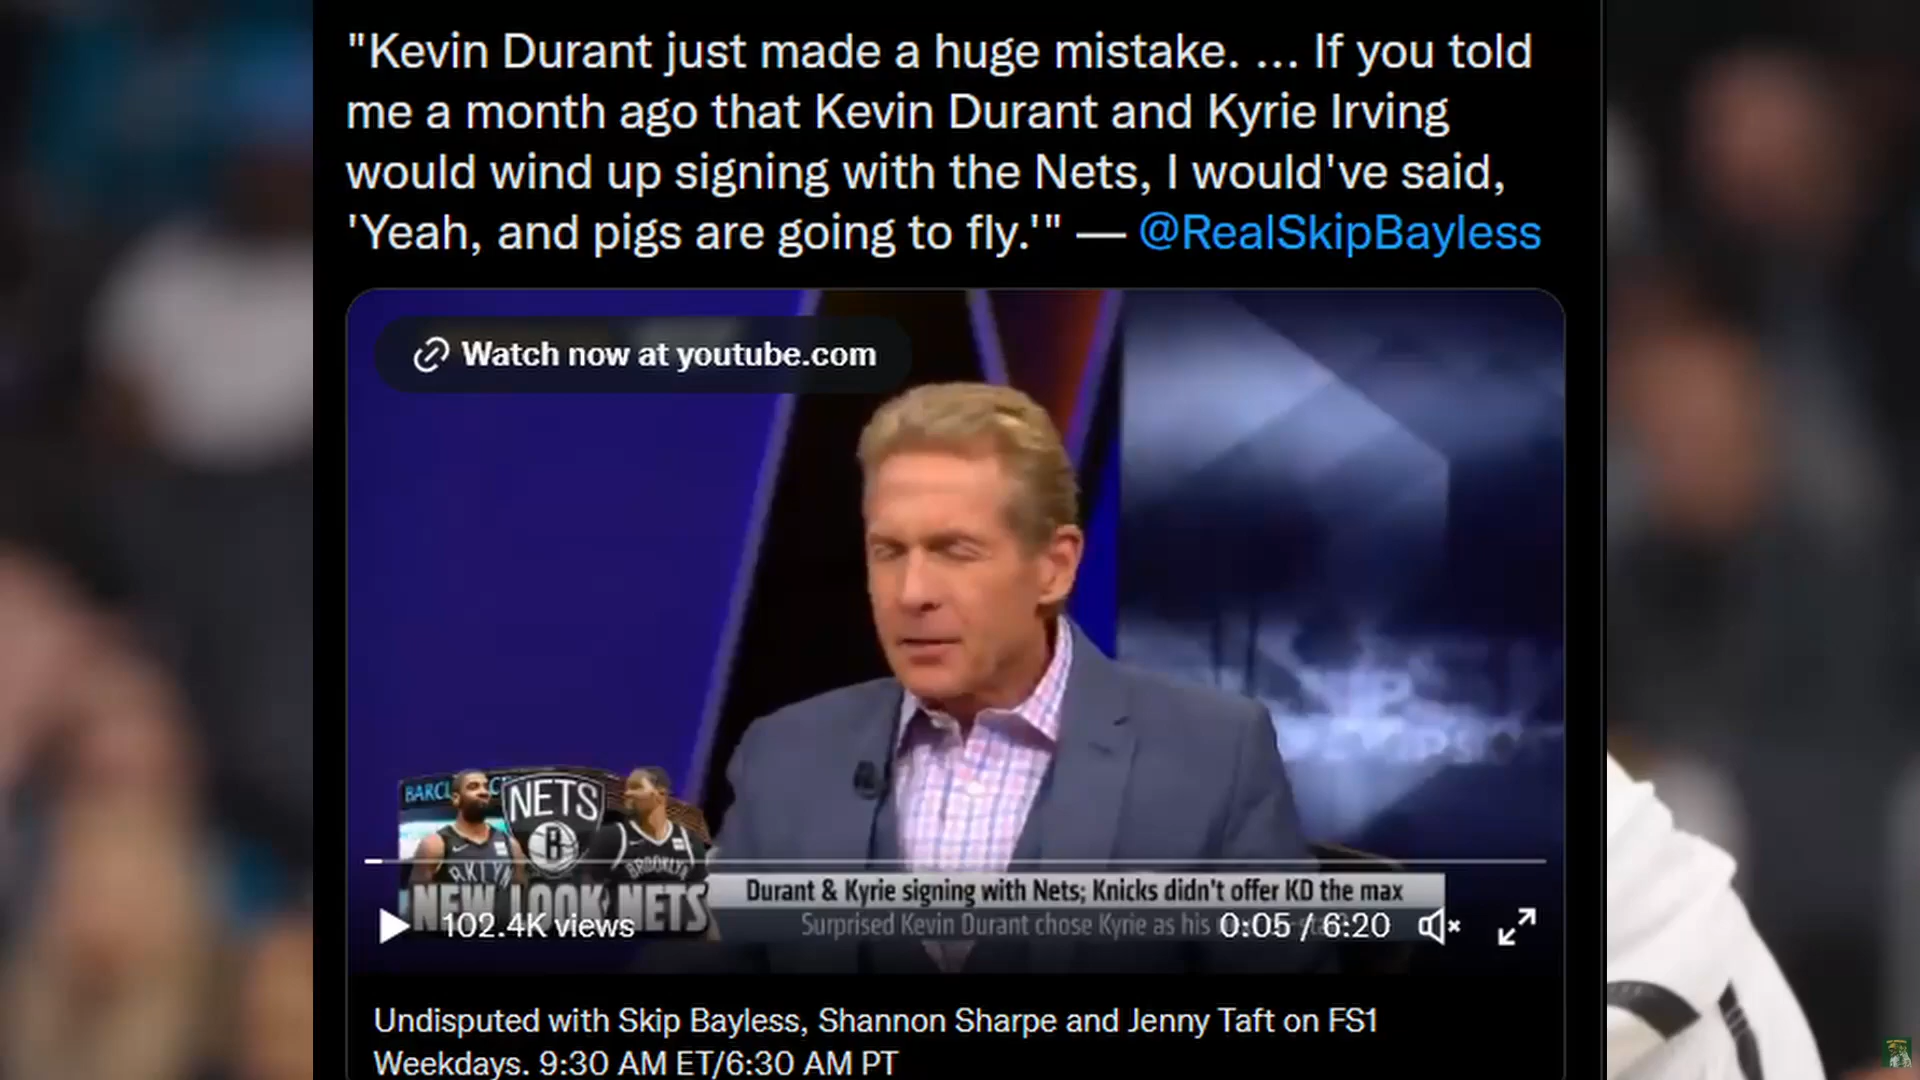 "Kevin Durant just made a huge mistake. ... If you told
me a month ago that Kevin Durant and Kyrie Irving
would wind up signing with the Nets, I would've said,
'Yeah, and pigs are going to fly.'" — @RealSkipBayless
Watch now at youtube.com
BARCL
NETS
B
BKLYN
BROOKLYN
NEW LOOK NETS
Durant & Kyrie signing with Nets; Knicks didn't offer KD the max
Surprised Kevin Durant chose Kyrie as his
102.4K views
0:05 / 6:20
Undisputed with Skip Bayless, Shannon Sharpe and Jenny Taft on FS1
Weekdays. 9:30 AM ET/6:30 AM PT